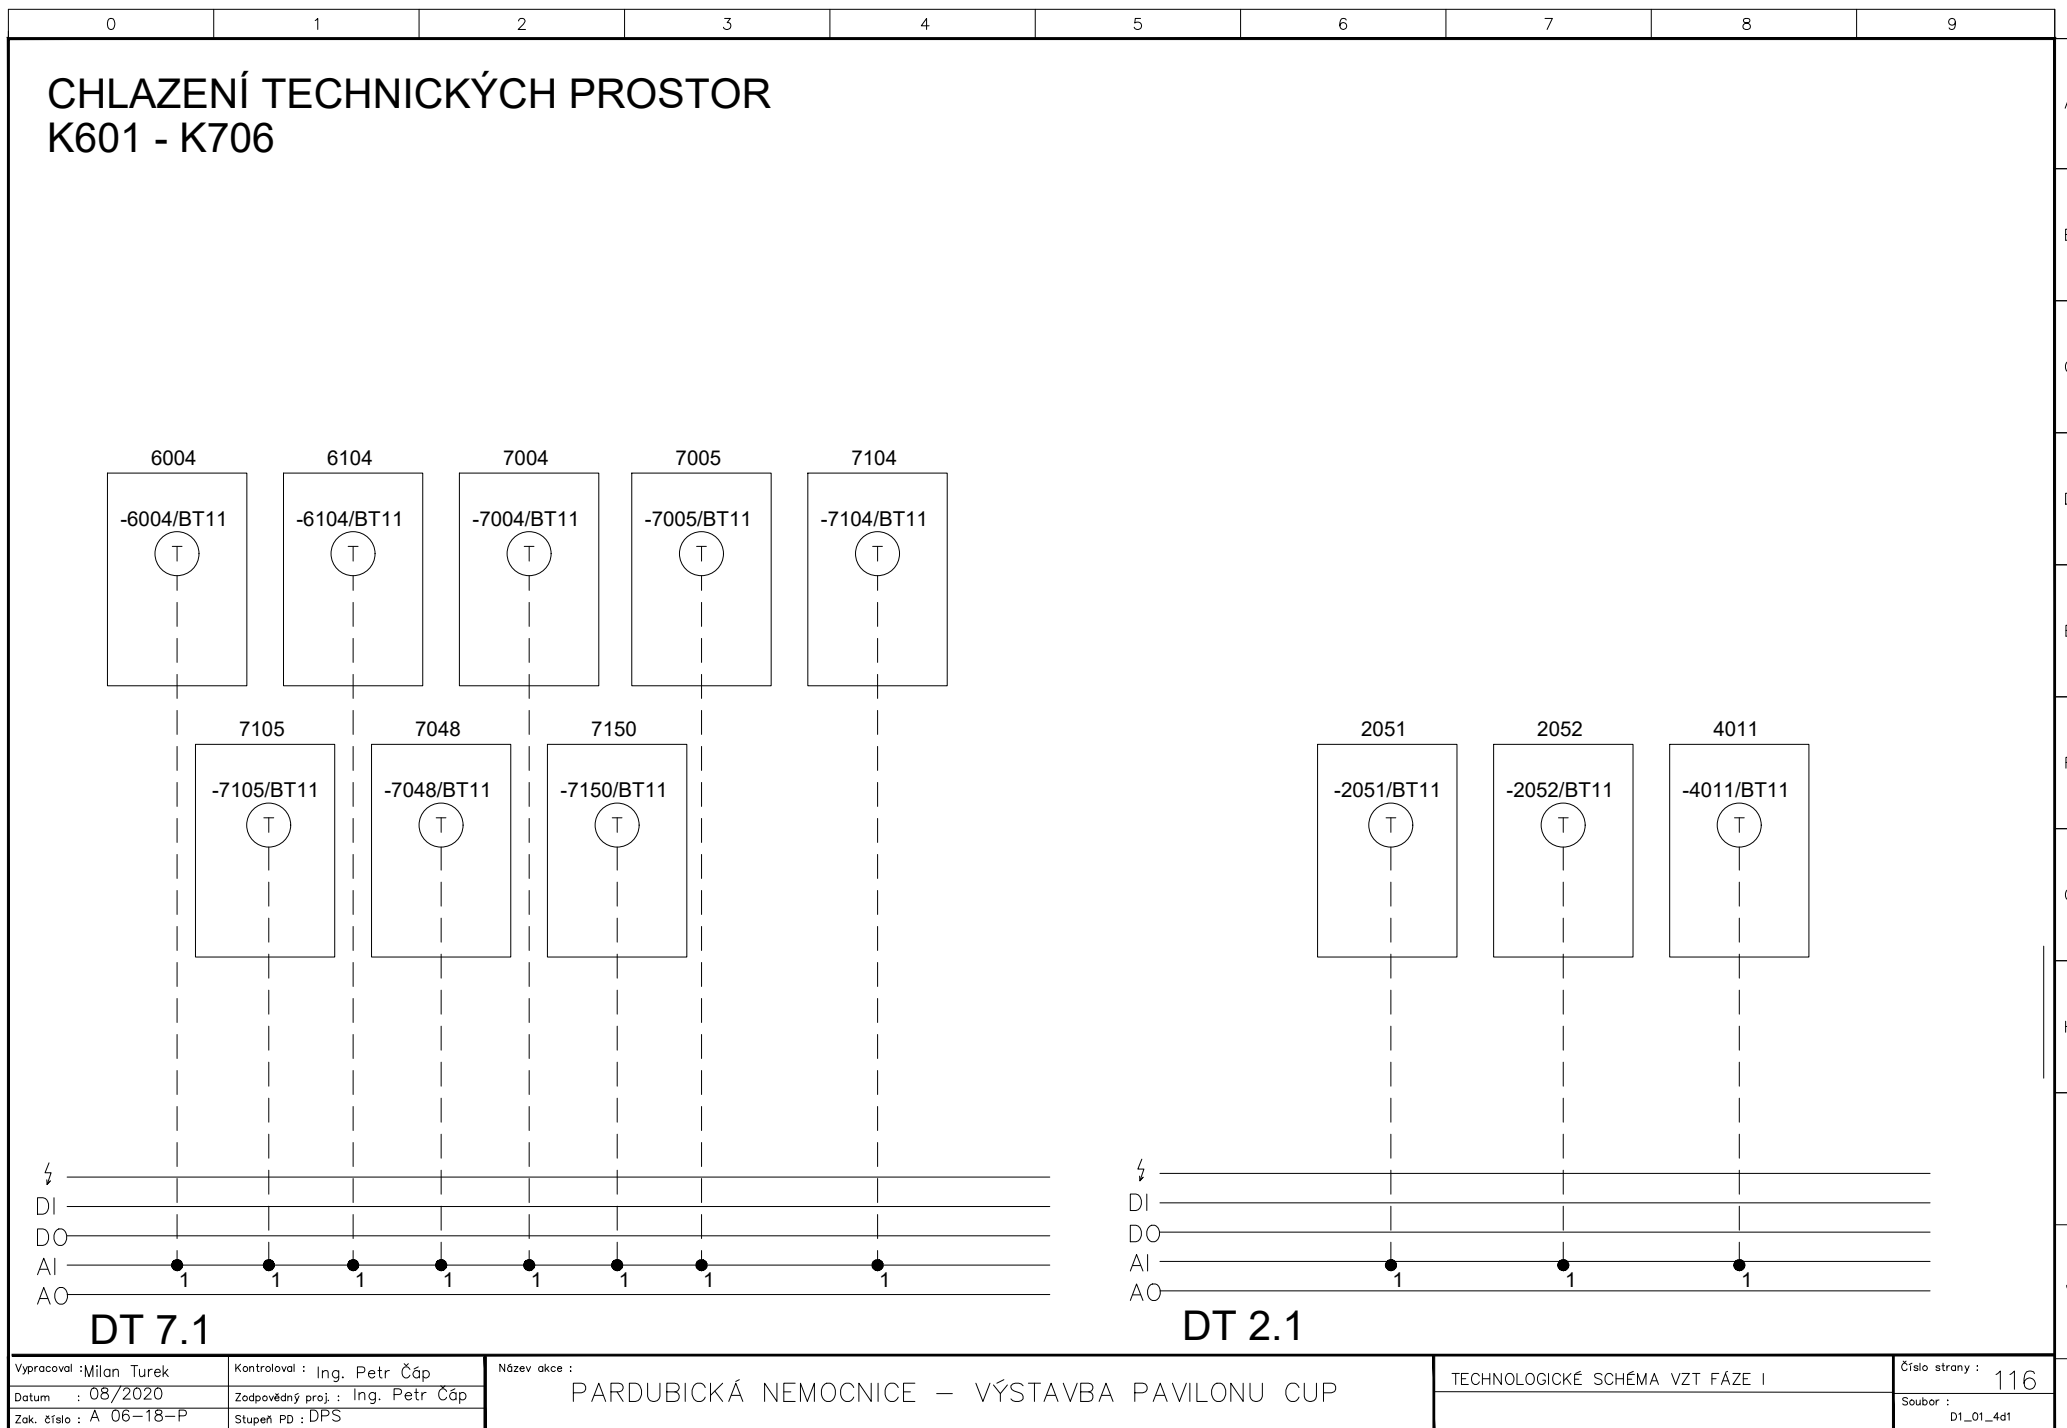 0 1 2 3 4 5 6 7 8 9
CHLAZENÍ TECHNICKÝCH PROSTOR
K601 - K706
6004 6104 7004 7005 7104
-6004/BT11 -6104/BT11 -7004/BT11 -7005/BT11 -7104/BT11
T T T T T
7105 7048 7150 2051 2052 4011
-7105/BT11 -7048/BT11 -7150/BT11 -2051/BT11 -2052/BT11 -4011/BT11
T T T T T T
DI DI
DO DO
AI AI
1 1 1 1 1 1 1 1 1 1 1
AO AO
DT 7.1 DT 2.1
Vypracoval : Milan Turek
Datum : 08/2020
Zak. číslo : A 06-18-P
Kontroloval : Ing. Petr Čáp
Zodpovědný proj. : Ing. Petr Čáp
Stupeň PD : DPS
Název akce :
PARDUBICKÁ NEMOCNICE – VÝSTAVBA PAVILONU CUP
TECHNOLOGICKÉ SCHÉMA VZT FÁZE I
Číslo strany : 116
Soubor :
D1_01_4d1